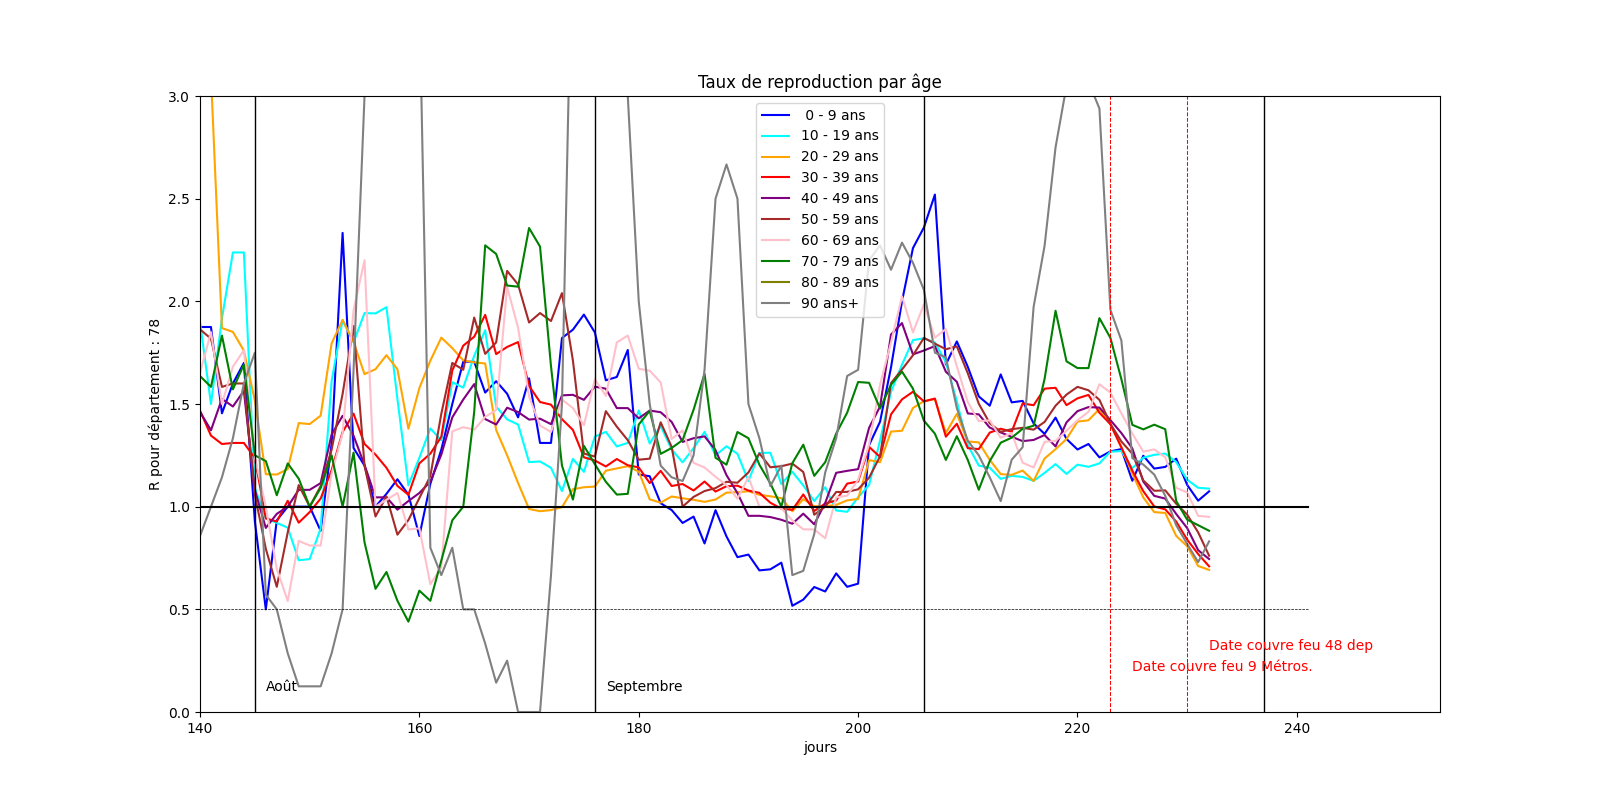 Taux de reproduction par âge
R pour département : 78
3.0
2.5
2.0
1.5
1.0
0.5
0.0
0 - 9 ans
10 - 19 ans
20 - 29 ans
30 - 39 ans
40 - 49 ans
50 - 59 ans
60 - 69 ans
70 - 79 ans
80 - 89 ans
90 ans+
Date couvre feu 48 dep
Date couvre feu 9 Métros.
Août
Septembre
140
160
180
200
220
240
jours